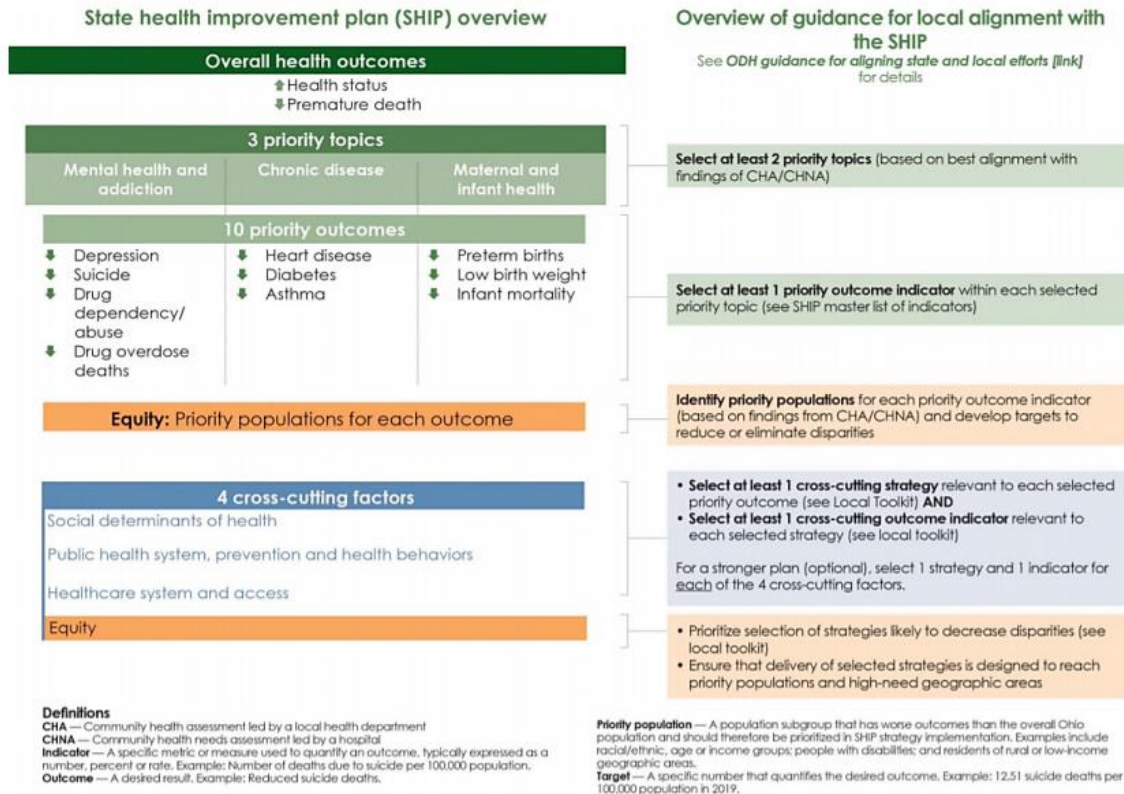 State health improvement plan (SHIP) overview
Overall health outcomes
Health status
Premature death
3 priority topics
Mental health and
addiction
Chronic disease
Maternal and
infant health
10 priority outcomes
Depression
Suicide
Drug
dependency/
abuse
Drug overdose
deaths
Heart disease
Diabetes
Asthma
Preterm births
Low birth weight
Infant mortality
Equity: Priority populations for each outcome
4 cross-cutting factors
Social determinants of health
Public health system, prevention and health behaviors
Healthcare system and access
Equity
Overview of guidance for local alignment with
the SHIP
See ODH guidance for aligning state and local efforts [link]
for details
Select at least 2 priority topics (based on best alignment with
findings of CHA/CHNA)
Select at least 1 priority outcome indicator within each selected
priority topic (see SHIP master list of indicators)
Identify priority populations for each priority outcome indicator
(based on findings from CHA/CHNA) and develop targets to
reduce or eliminate disparities
• Select at least 1 cross-cutting strategy relevant to each selected
priority outcome (see Local Toolkit) AND
• Select at least 1 cross-cutting outcome indicator relevant to
each selected strategy (see local toolkit)
For a stronger plan (optional), select 1 strategy and 1 indicator for
each of the 4 cross-cutting factors.
• Prioritize selection of strategies likely to decrease disparities (see
local toolkit)
• Ensure that delivery of selected strategies is designed to reach
priority populations and high-need geographic areas
Definitions
CHA — Community health assessment led by a local health department
CHNA — Community health needs assessment led by a hospital
Indicator — A specific metric or measure used to quantify an outcome, typically expressed as a
number, percent or rate. Example: Number of deaths due to suicide per 100,000 population.
Outcome — A desired result. Example: Reduced suicide deaths.
Priority population — A population subgroup that has worse outcomes than the overall Ohio
population and should therefore be prioritized in SHIP strategy implementation. Examples include
racial/ethnic, age or income groups; people with disabilities; and residents of rural or low-income
geographic areas.
Target — A specific number that quantifies the desired outcome. Example: 12.51 suicide deaths per
100,000 population in 2019.